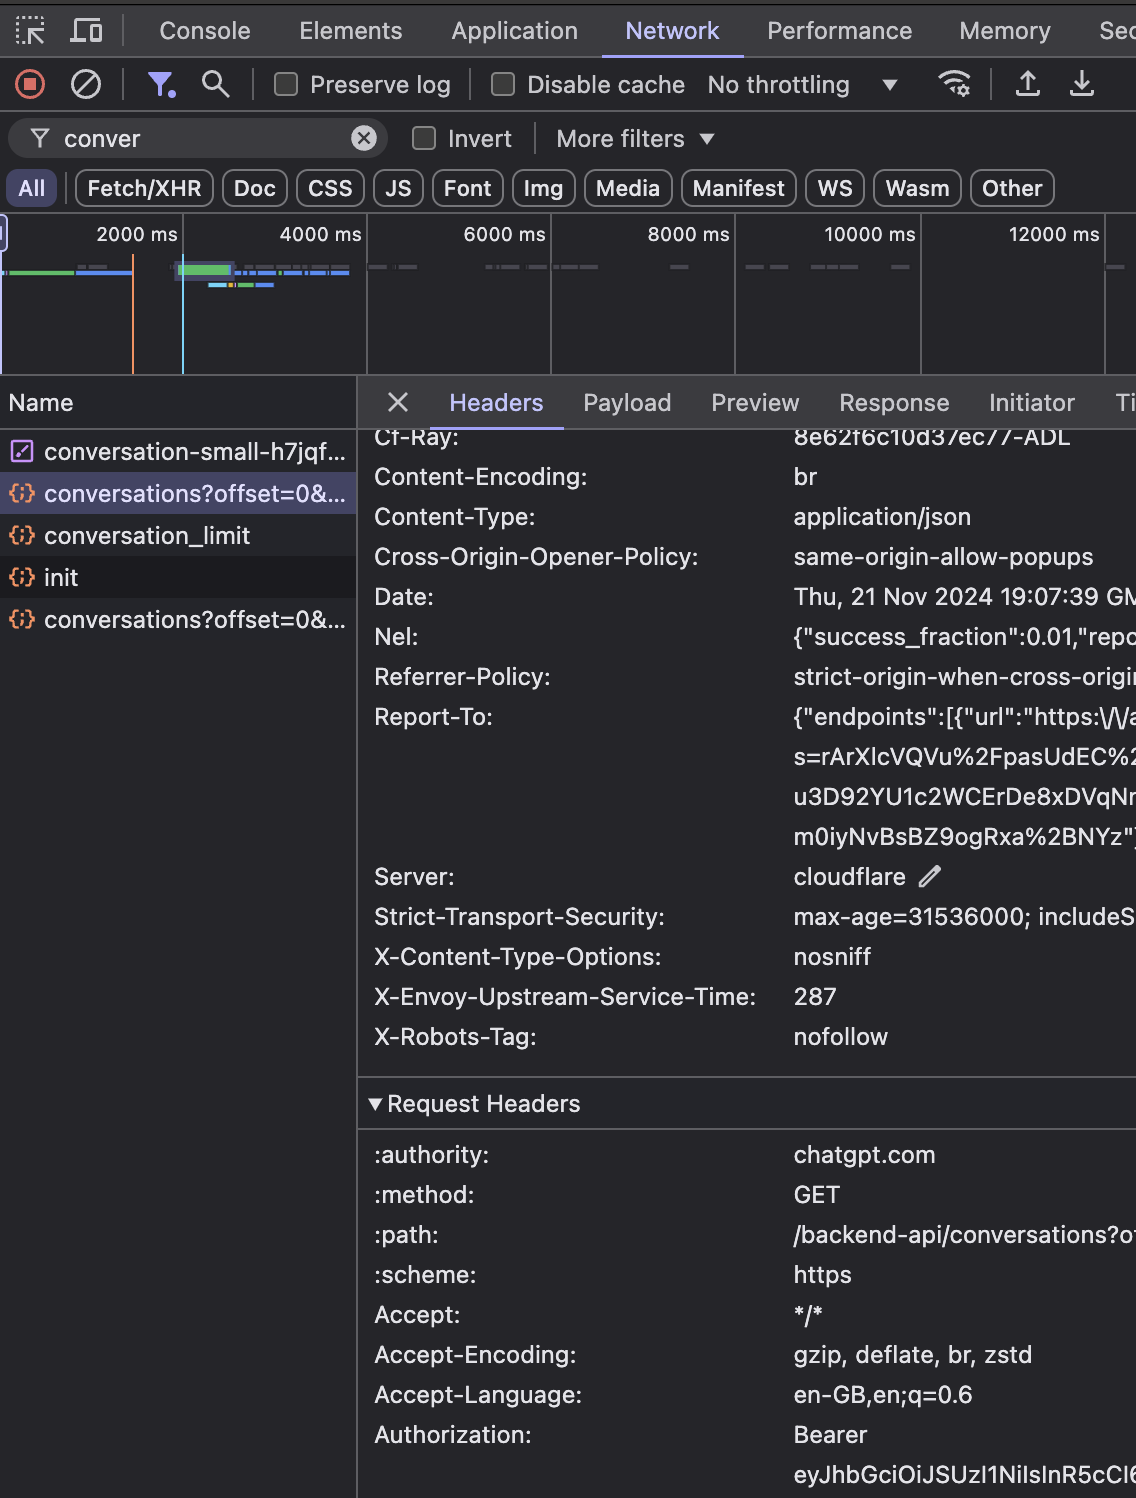 Console Elements Application Network Performance Memory Sec
Preserve log Disable cache No throttling
conver Invert More filters
All Fetch/XHR Doc CSS JS Font Img Media Manifest WS Wasm Other
2000 ms 4000 ms 6000 ms 8000 ms 10000 ms 12000 ms
Name
conversation-small-h7jqf...
conversations?offset=0&...
conversation_limit
init
conversations?offset=0&...
Headers Payload Preview Response Initiator Ti
Cf-Ray: 8e62f6c10d37ec77-ADL
Content-Encoding: br
Content-Type: application/json
Cross-Origin-Opener-Policy: same-origin-allow-popups
Date: Thu, 21 Nov 2024 19:07:39 GM
Nel: {"success_fraction":0.01,"repo
Referrer-Policy: strict-origin-when-cross-origi
Report-To: {"endpoints":[{"url":"https:\/\/a
s=rArXlcVQVu%2FpasUdEC%2
u3D92YU1c2WCErDe8xDVqNr
m0iyNvBsBZ9ogRxa%2BNYz"}
Server: cloudflare
Strict-Transport-Security: max-age=31536000; includeS
X-Content-Type-Options: nosniff
X-Envoy-Upstream-Service-Time: 287
X-Robots-Tag: nofollow
Request Headers
:authority: chatgpt.com
:method: GET
:path: /backend-api/conversations?of
:scheme: https
Accept: */*
Accept-Encoding: gzip, deflate, br, zstd
Accept-Language: en-GB,en;q=0.6
Authorization: Bearer
eyJhbGciOiJSUzI1NiIsInR5cCI6